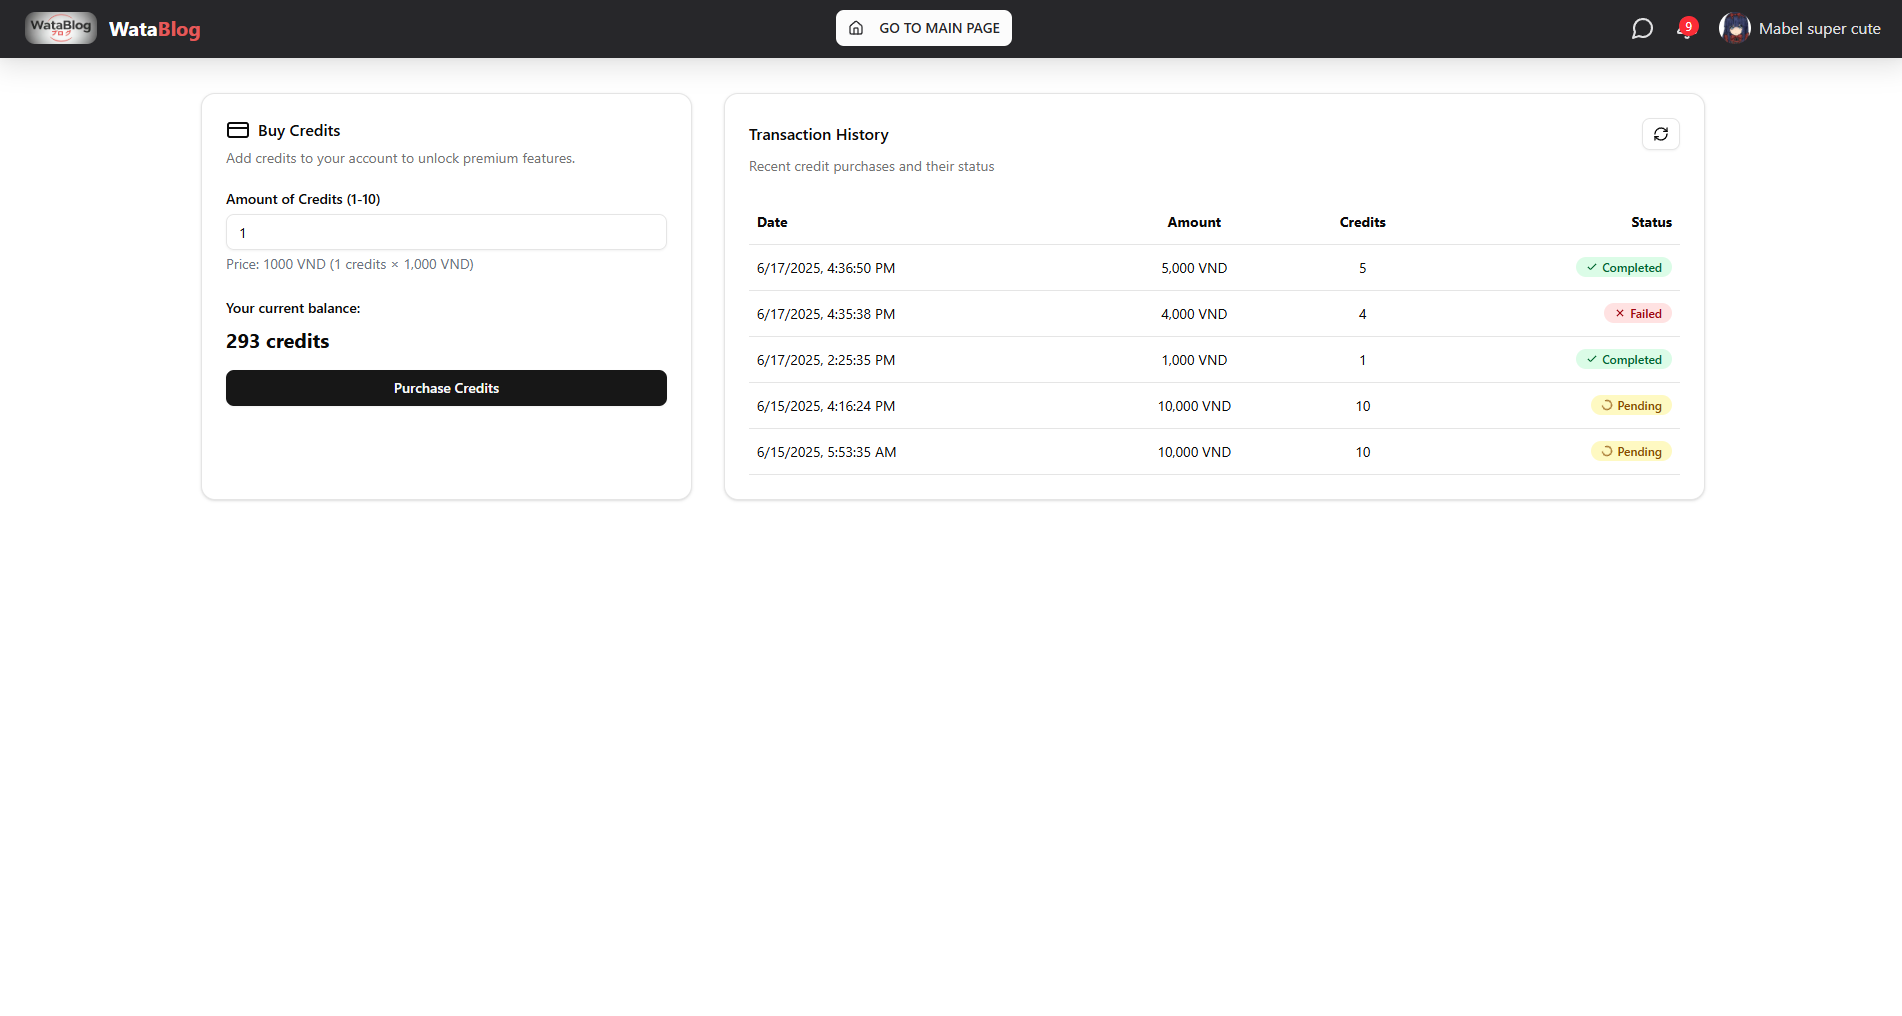 WataBlog
ブログ
WataBlog
GO TO MAIN PAGE
9
Mabel super cute
Buy Credits
Add credits to your account to unlock premium features.
Amount of Credits (1-10)
1
Price: 1000 VND (1 credits × 1,000 VND)
Your current balance:
293 credits
Purchase Credits
Transaction History
Recent credit purchases and their status
Date Amount Credits Status
6/17/2025, 4:36:50 PM 5,000 VND 5 Completed
6/17/2025, 4:35:38 PM 4,000 VND 4 Failed
6/17/2025, 2:25:35 PM 1,000 VND 1 Completed
6/15/2025, 4:16:24 PM 10,000 VND 10 Pending
6/15/2025, 5:53:35 AM 10,000 VND 10 Pending